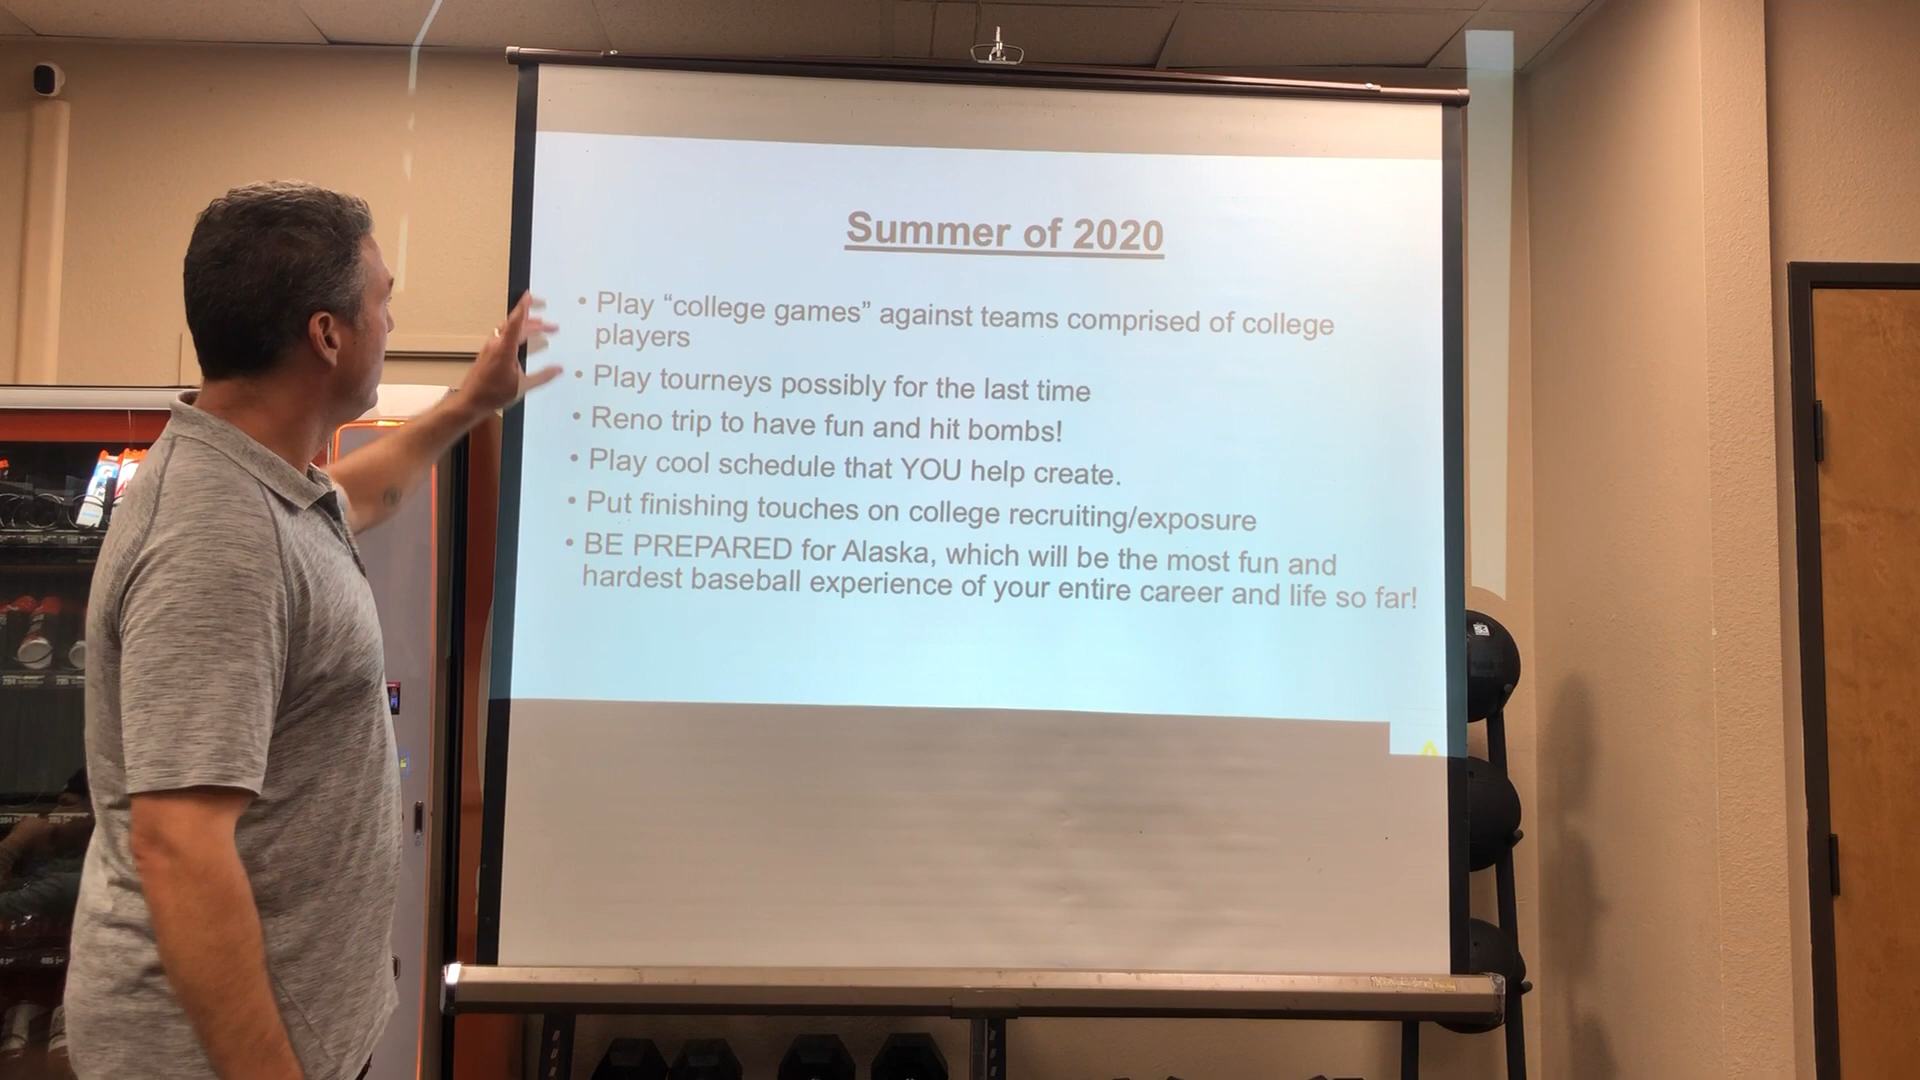 Summer of 2020
• Play “college games” against teams comprised of college
players
• Play tourneys possibly for the last time
• Reno trip to have fun and hit bombs!
• Play cool schedule that YOU help create.
• Put finishing touches on college recruiting/exposure
• BE PREPARED for Alaska, which will be the most fun and
hardest baseball experience of your entire career and life so far!